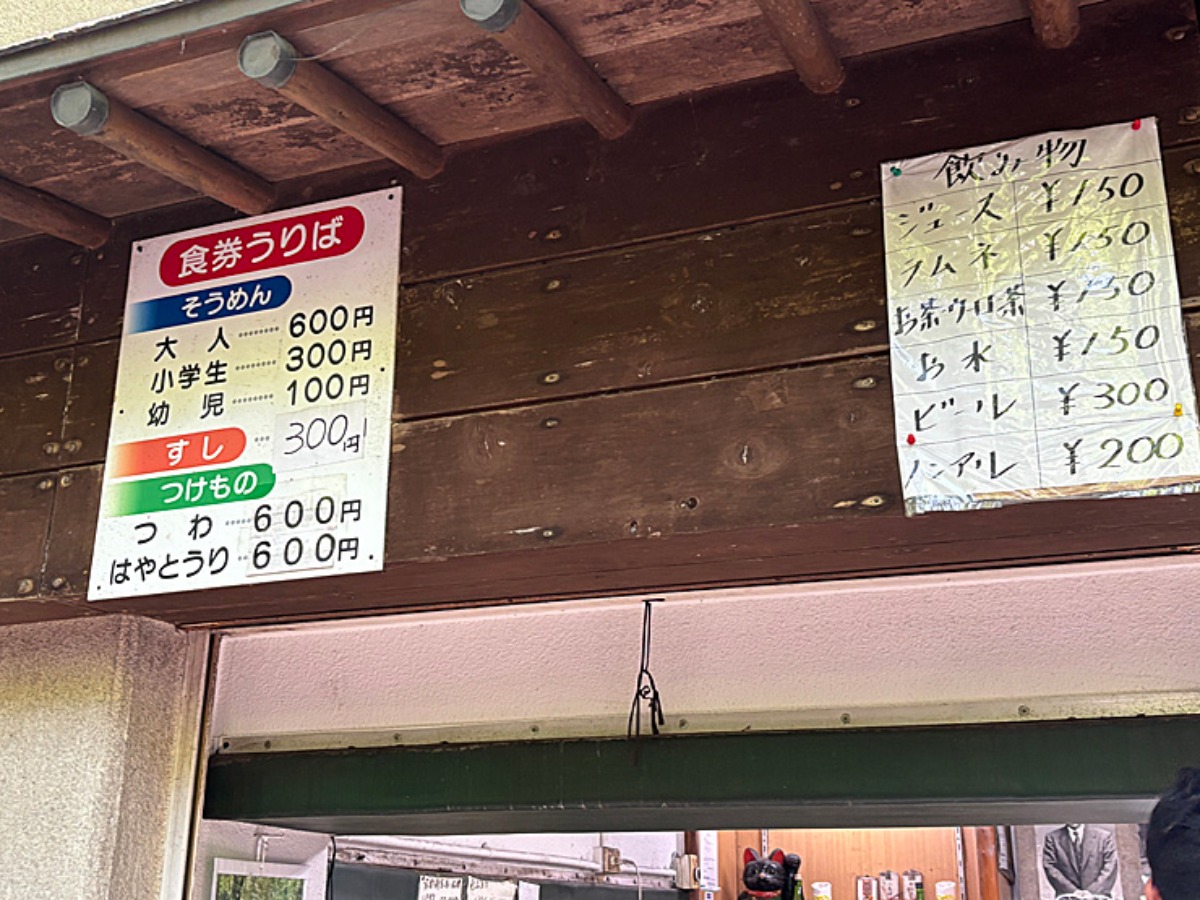 食券うりば
そうめん
大人……… 600円
小学生……… 300円
幼児……… 100円
すし … 300円
つけもの
つわ…… 600円
はやとうり… 600円
飲み物
ジュース ¥150
ラムネ ¥150
お茶ウーロン茶 ¥150
お水 ¥150
ビール ¥300
ノンアル ¥200